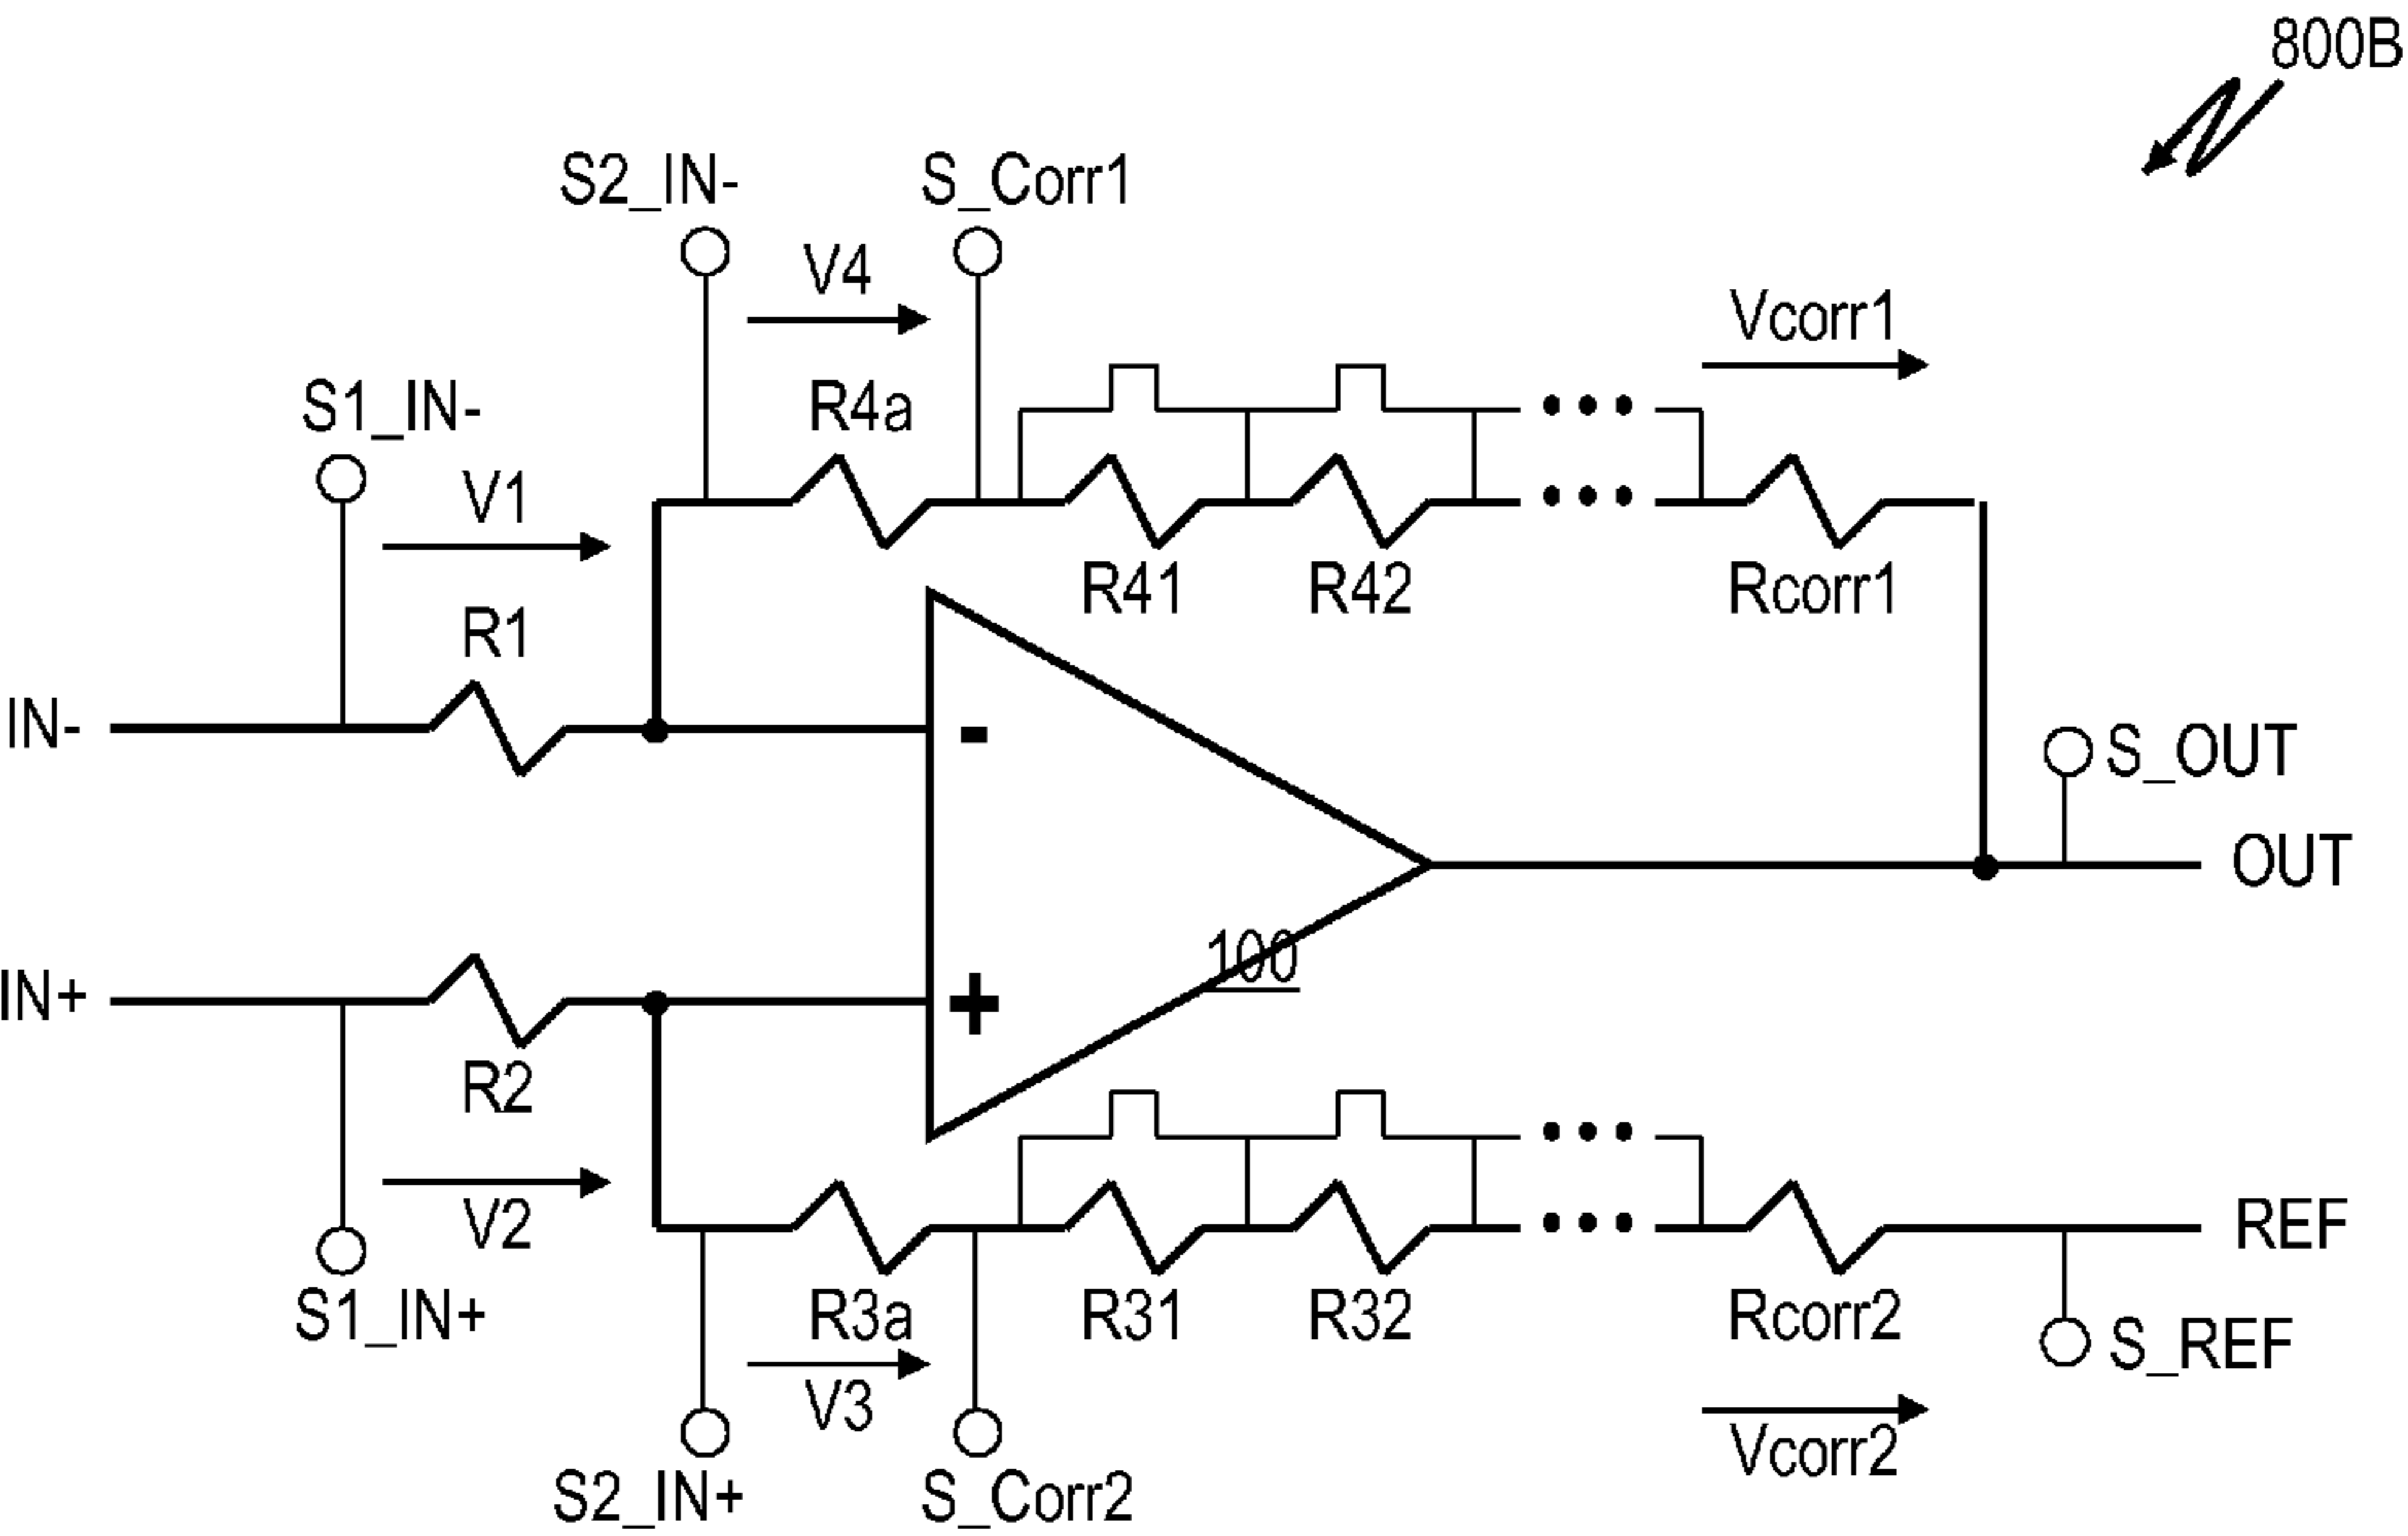 800B
S2_IN-
S_Corr1
V4
Vcorr1
S1_IN-
R4a
V1
R41
R42
Rcorr1
R1
IN-
-
S_OUT
OUT
100
IN+
+
R2
V2
REF
S1_IN+
R3a
R31
R32
Rcorr2
S_REF
V3
Vcorr2
S2_IN+
S_Corr2